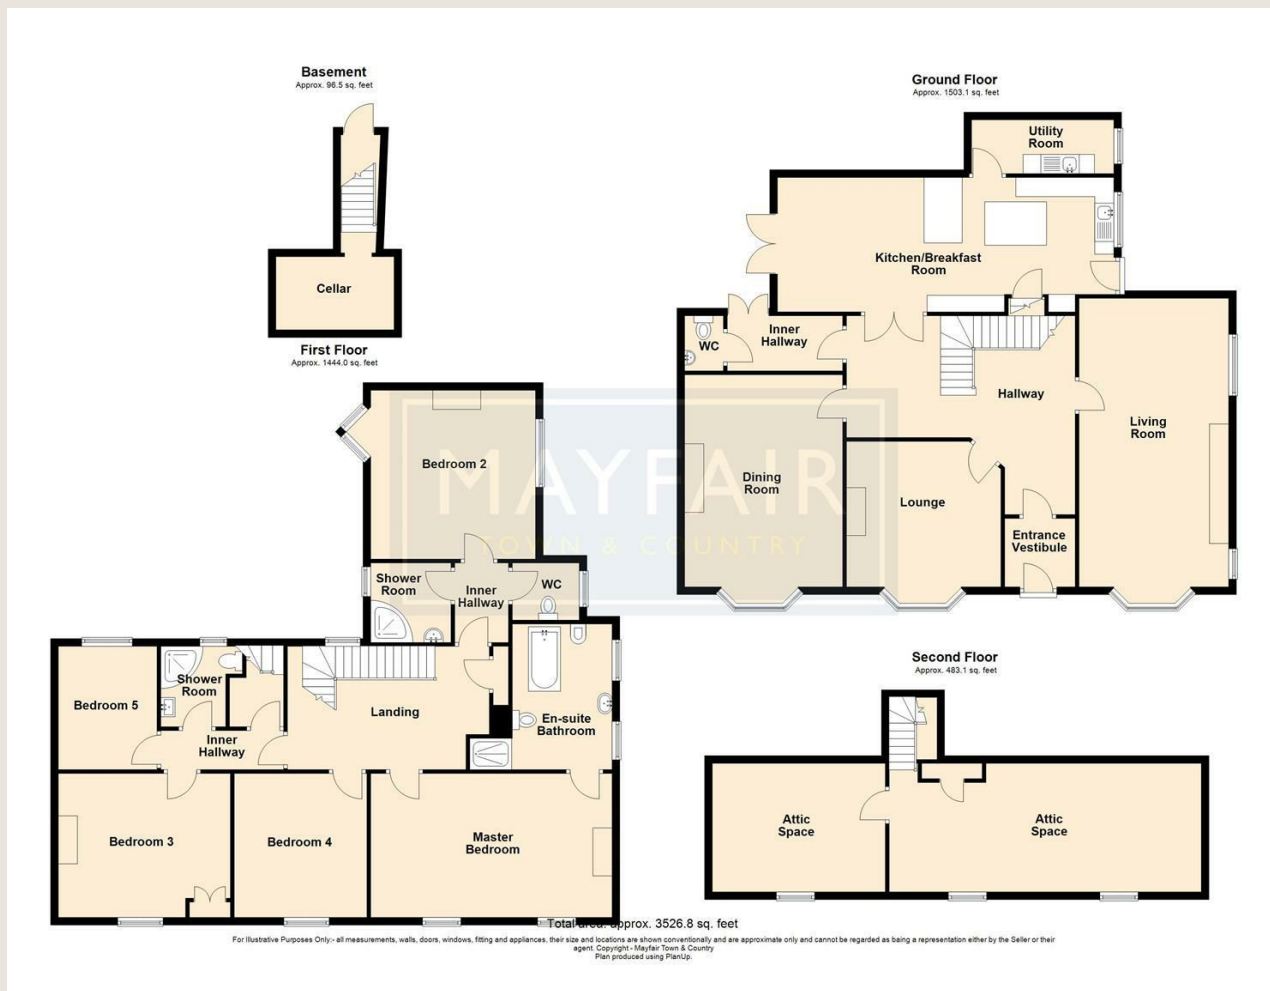 Basement
Approx. 96.5 sq. feet
Cellar
Ground Floor
Approx. 1503.1 sq. feet
Utility
Room
Kitchen/Breakfast
Room
WC
Inner
Hallway
Hallway
Living
Room
Dining
Room
Lounge
Entrance
Vestibule
First Floor
Approx. 1444.0 sq. feet
Bedroom 2
Shower
Room
Inner
Hallway
WC
Bedroom 5
Shower
Room
Inner
Hallway
Landing
En-suite
Bathroom
Bedroom 3
Bedroom 4
Master
Bedroom
MAYFAIR
TOWN & COUNTRY
Second Floor
Approx. 483.1 sq. feet
Attic
Space
Attic
Space
Total area: approx. 3526.8 sq. feet
For Illustrative Purposes Only:- all measurements, walls, doors, windows, fitting and appliances, their size and locations are shown conventionally and are approximate only and cannot be regarded as being a representation either by the Seller or their
agent. Copyright - Mayfair Town & Country
Plan produced using PlanUp.